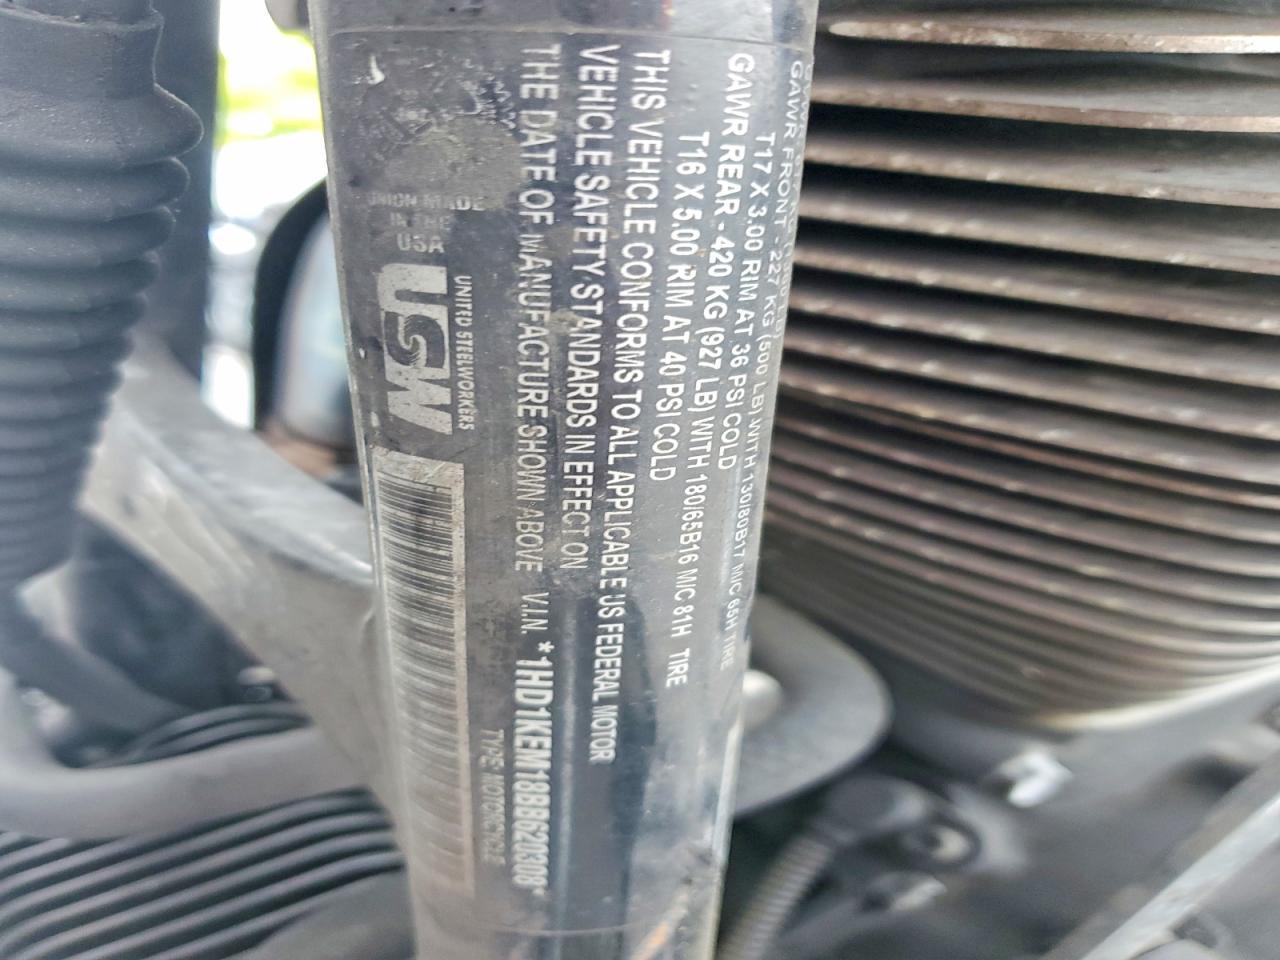 GAWR FRONT - 227 KG (500 LB) WITH 130/80B17 M/C 65H TIRE
T17 X 3.00 RIM AT 36 PSI COLD
GAWR REAR - 420 KG (927 LB) WITH 180/65B16 M/C 81H TIRE
T16 X 5.00 RIM AT 40 PSI COLD
THIS VEHICLE CONFORMS TO ALL APPLICABLE US FEDERAL MOTOR
VEHICLE SAFETY STANDARDS IN EFFECT ON
THE DATE OF MANUFACTURE SHOWN ABOVE V.I.N. *1HD1KEM18BB620308*
TYPE: MOTORCYCLE
UNION MADE
IN THE
USA
USW
UNITED STEELWORKERS